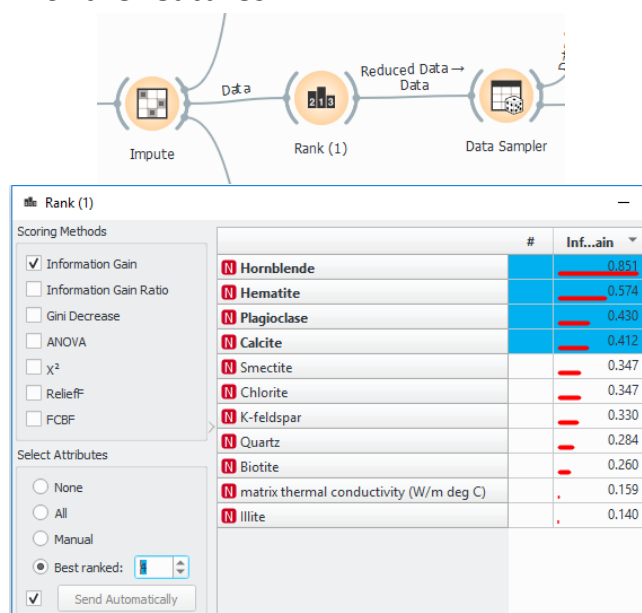 Data
Reduced Data →
Data
Impute
Rank (1)
Data Sampler
Rank (1)
Scoring Methods
Information Gain
Information Gain Ratio
Gini Decrease
ANOVA
X²
ReliefF
FCBF
Select Attributes
None
All
Manual
Best ranked:
Send Automatically
# Inf...ain
N Hornblende 0.851
N Hematite 0.574
N Plagioclase 0.430
N Calcite 0.412
N Smectite 0.347
N Chlorite 0.347
N K-feldspar 0.330
N Quartz 0.284
N Biotite 0.260
N matrix thermal conductivity (W/m deg C) 0.159
N Illite 0.140